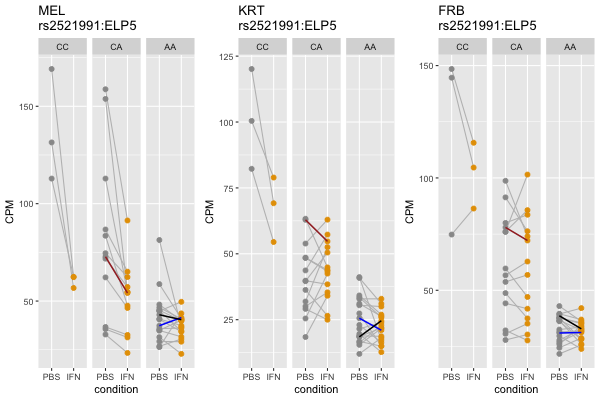 MEL
rs2521991:ELP5
CC CA AA
150
100
50
CPM
PBS IFN PBS IFN PBS IFN
condition
KRT
rs2521991:ELP5
CC CA AA
125
100
75
50
25
CPM
PBS IFN PBS IFN PBS IFN
condition
FRB
rs2521991:ELP5
CC CA AA
150
100
50
CPM
PBS IFN PBS IFN PBS IFN
condition